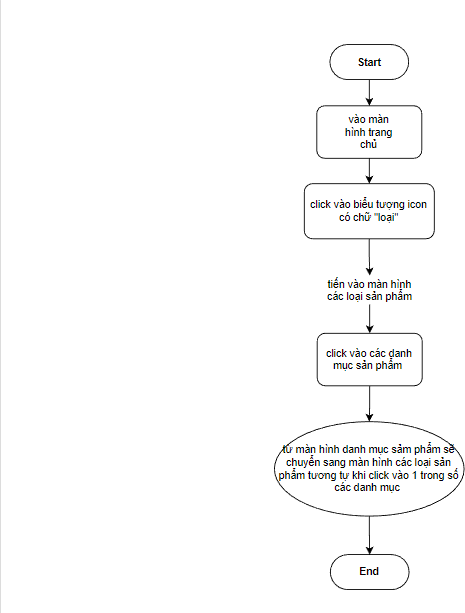 Start
vào màn
hình trang
chủ
click vào biểu tượng icon
có chữ "loại"
tiến vào màn hình
các loại sản phẩm
click vào các danh
mục sản phẩm
từ màn hình danh mục sảm phẩm sẽ
chuyển sang màn hình các loại sản
phẩm tương tự khi click vào 1 trong số
các danh mục
End